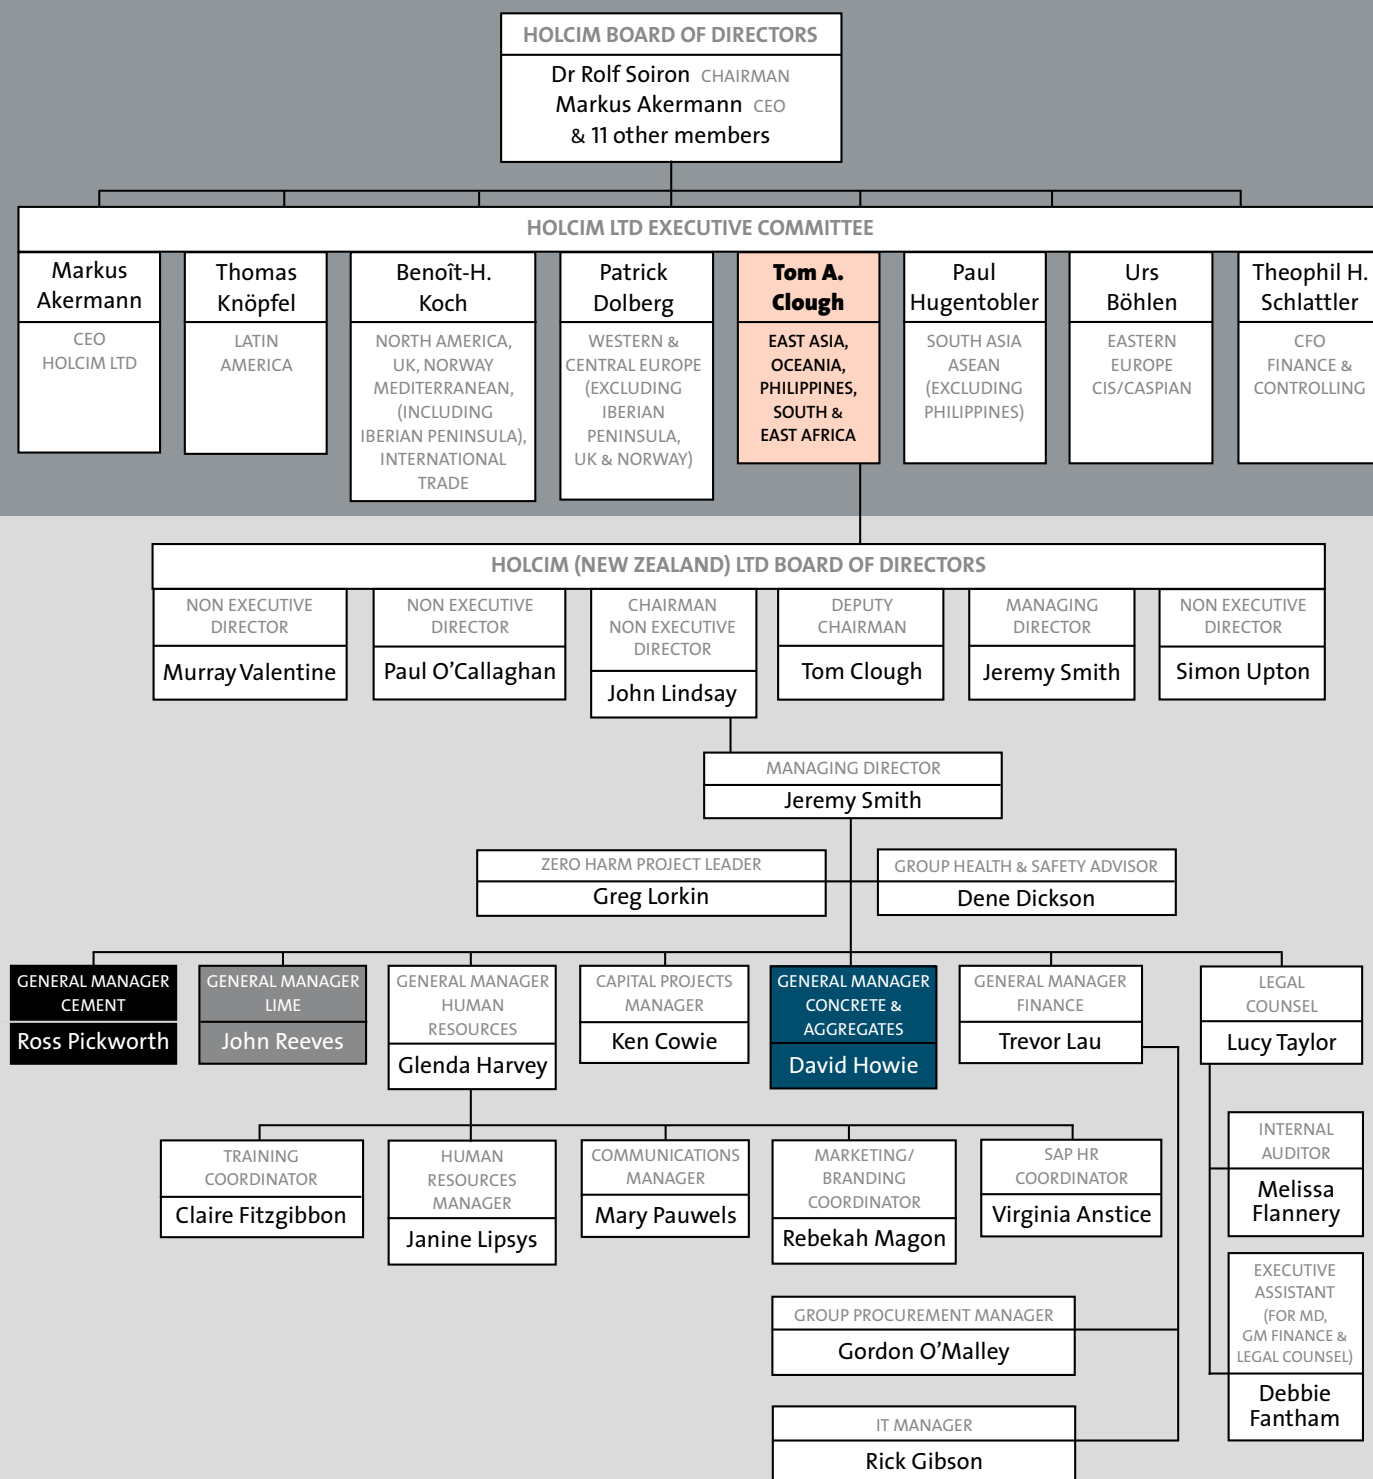 HOLCIM BOARD OF DIRECTORS
Dr Rolf Soiron CHAIRMAN
Markus Akermann CEO
& 11 other members
HOLCIM LTD EXECUTIVE COMMITTEE
Markus
Akermann
CEO
HOLCIM LTD
Thomas
Knöpfel
LATIN
AMERICA
Benoît-H.
Koch
NORTH AMERICA,
UK, NORWAY
MEDITERRANEAN,
(INCLUDING
IBERIAN PENINSULA),
INTERNATIONAL
TRADE
Patrick
Dolberg
WESTERN &
CENTRAL EUROPE
(EXCLUDING
IBERIAN
PENINSULA,
UK & NORWAY)
Tom A.
Clough
EAST ASIA,
OCEANIA,
PHILIPPINES,
SOUTH &
EAST AFRICA
Paul
Hugentobler
SOUTH ASIA
ASEAN
(EXCLUDING
PHILIPPINES)
Urs
Böhlen
EASTERN
EUROPE
CIS/CASPIAN
Theophil H.
Schlattler
CFO
FINANCE &
CONTROLLING
HOLCIM (NEW ZEALAND) LTD BOARD OF DIRECTORS
NON EXECUTIVE
DIRECTOR
Murray Valentine
NON EXECUTIVE
DIRECTOR
Paul O’Callaghan
CHAIRMAN
NON EXECUTIVE
DIRECTOR
John Lindsay
DEPUTY
CHAIRMAN
Tom Clough
MANAGING
DIRECTOR
Jeremy Smith
NON EXECUTIVE
DIRECTOR
Simon Upton
MANAGING DIRECTOR
Jeremy Smith
ZERO HARM PROJECT LEADER
Greg Lorkin
GROUP HEALTH & SAFETY ADVISOR
Dene Dickson
GENERAL MANAGER
CEMENT
Ross Pickworth
GENERAL MANAGER
LIME
John Reeves
GENERAL MANAGER
HUMAN
RESOURCES
Glenda Harvey
CAPITAL PROJECTS
MANAGER
Ken Cowie
GENERAL MANAGER
CONCRETE &
AGGREGATES
David Howie
GENERAL MANAGER
FINANCE
Trevor Lau
LEGAL
COUNSEL
Lucy Taylor
TRAINING
COORDINATOR
Claire Fitzgibbon
HUMAN
RESOURCES
MANAGER
Janine Lipsys
COMMUNICATIONS
MANAGER
Mary Pauwels
MARKETING/
BRANDING
COORDINATOR
Rebekah Magon
SAP HR
COORDINATOR
Virginia Anstice
INTERNAL
AUDITOR
Melissa
Flannery
EXECUTIVE
ASSISTANT
(FOR MD,
GM FINANCE &
LEGAL COUNSEL)
Debbie
Fantham
GROUP PROCUREMENT MANAGER
Gordon O’Malley
IT MANAGER
Rick Gibson